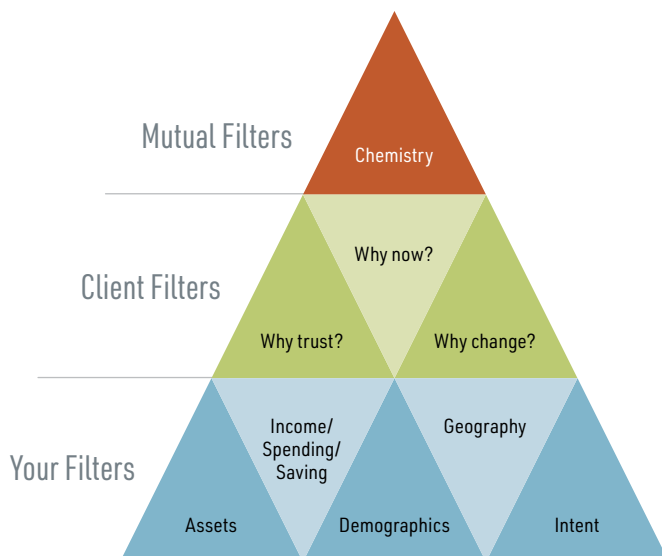 Mutual Filters
Chemistry
Client Filters
Why now?
Why trust?
Why change?
Your Filters
Income/
Spending/
Saving
Geography
Assets
Demographics
Intent